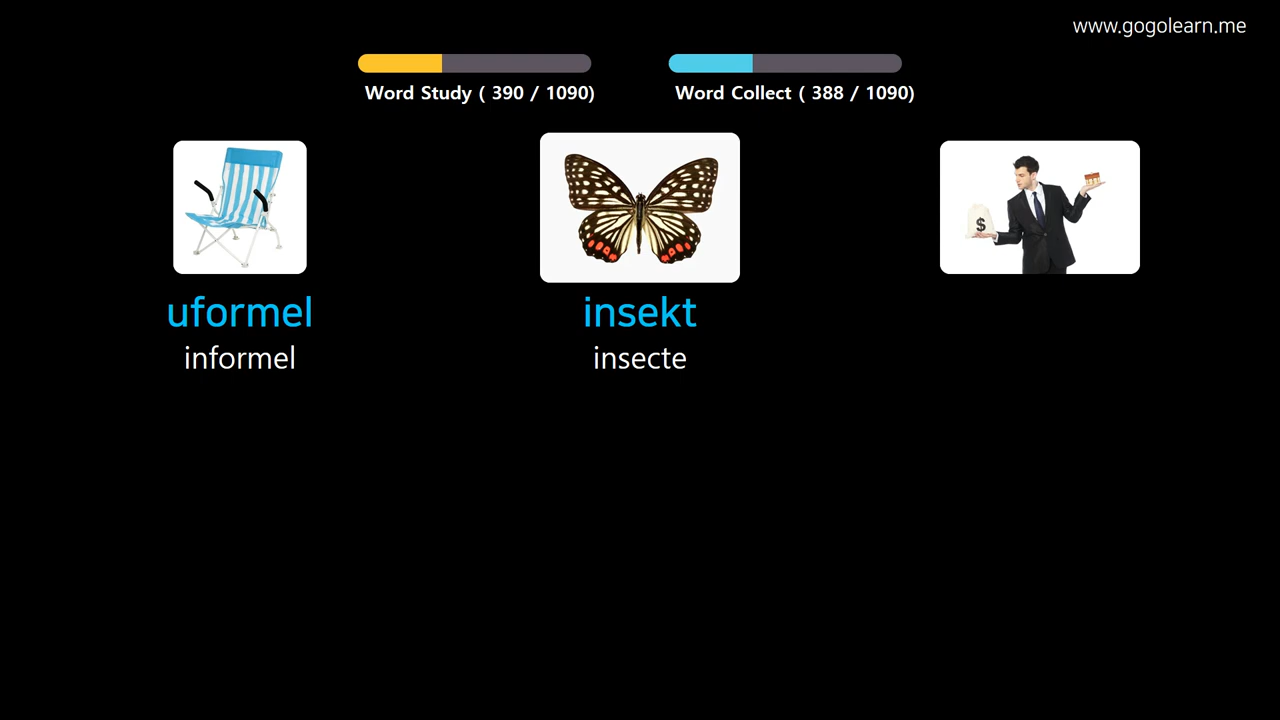 www.gogolearn.me
Word Study ( 390 / 1090)
Word Collect ( 388 / 1090)
$
uformel
insekt
informel
insecte